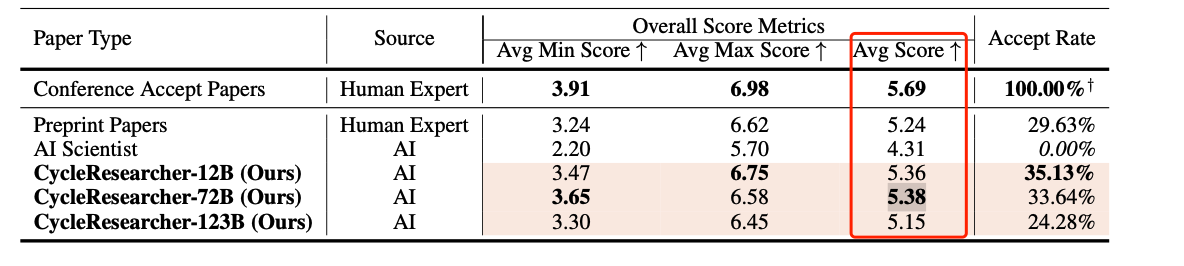 Paper Type Source Overall Score Metrics Accept Rate
Avg Min Score ↑ Avg Max Score ↑ Avg Score ↑
Conference Accept Papers Human Expert 3.91 6.98 5.69 100.00%†
Preprint Papers Human Expert 3.24 6.62 5.24 29.63%
AI Scientist AI 2.20 5.70 4.31 0.00%
CycleResearcher-12B (Ours) AI 3.47 6.75 5.36 35.13%
CycleResearcher-72B (Ours) AI 3.65 6.58 5.38 33.64%
CycleResearcher-123B (Ours) AI 3.30 6.45 5.15 24.28%